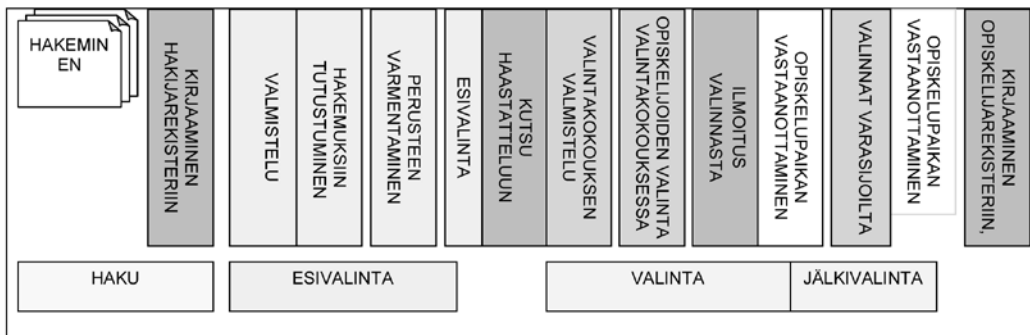 HAKEMIN
EN
KIRJAAMINEN
HAKIJAREKISTERIIN
VALMISTELU
HAKEMUKSIIN
TUTUSTUMINEN
PERUSTEEN
VARMENTAMINEN
ESIVALINTA
KUTSU
HAASTATTELUUN
VALINTAKOKOUKSEN
VALMISTELU
OPISKELIJOIDEN VALINTA
VALINTAKOKOUKSESSA
ILMOITUS
VALINNASTA
OPISKELUPAIKAN
VASTAANOTTAMINEN
VALINNAT VARASIJOILTA
OPISKELUPAIKAN
VASTAANOTTAMINEN
KIRJAAMINEN
OPISKELIJAREKISTERIIN,
HAKU
ESIVALINTA
VALINTA
JÄLKIVALINTA